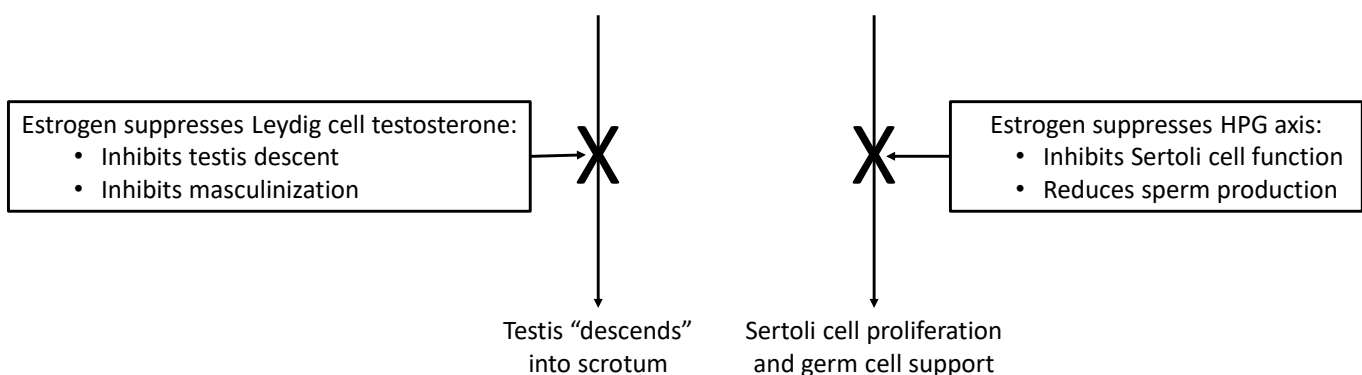 Estrogen suppresses Leydig cell testosterone:
• Inhibits testis descent
• Inhibits masculinization
X
X
Estrogen suppresses HPG axis:
• Inhibits Sertoli cell function
• Reduces sperm production
Testis “descends”
into scrotum
Sertoli cell proliferation
and germ cell support